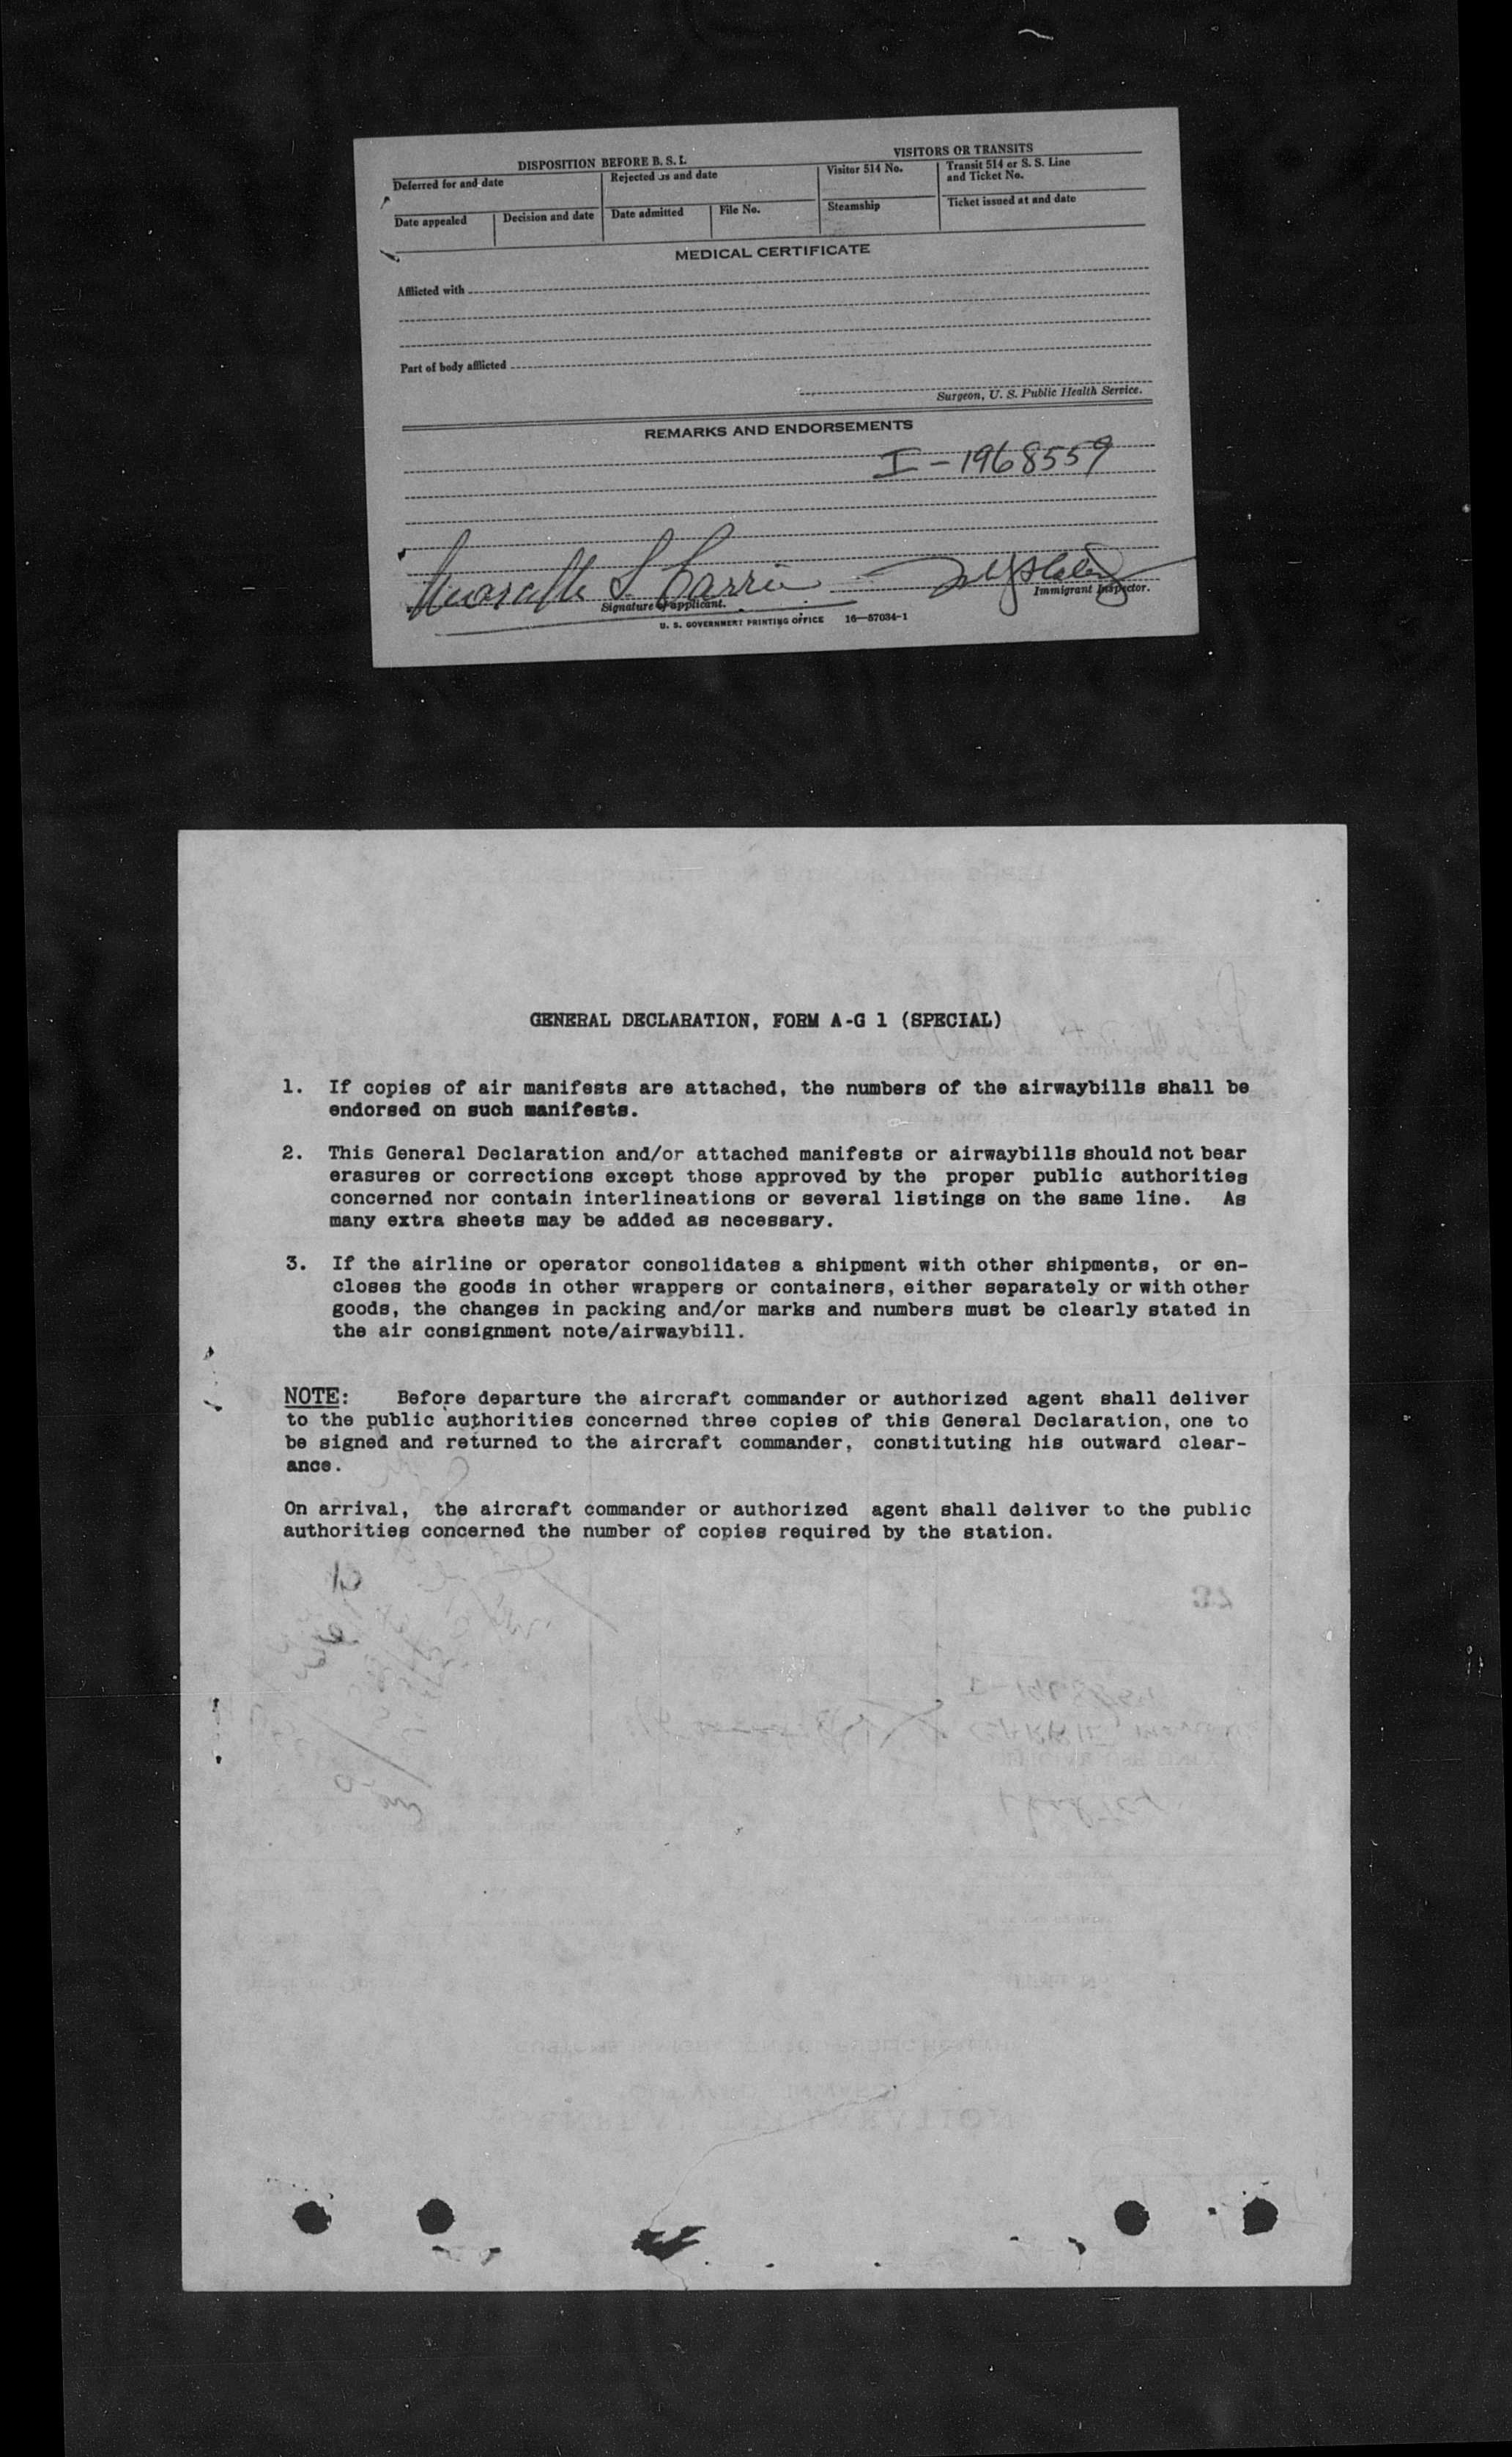 DISPOSITION BEFORE B. S. I.
VISITORS OR TRANSITS
Deferred for and date
Rejected as and date
Visitor 514 No.
Transit 514 or S. S. Line and Ticket No.
Date appealed
Decision and date
Date admitted
File No.
Steamship
Ticket issued at and date
MEDICAL CERTIFICATE
Afflicted with
Part of body afflicted
Surgeon, U. S. Public Health Service.
REMARKS AND ENDORSEMENTS
I-1968559
Signature of applicant.
Immigrant Inspector.
U. S. GOVERNMENT PRINTING OFFICE 16—57034-1
GENERAL DECLARATION, FORM A-G 1 (SPECIAL)
1. If copies of air manifests are attached, the numbers of the airwaybills shall be
endorsed on such manifests.
2. This General Declaration and/or attached manifests or airwaybills should not bear
erasures or corrections except those approved by the proper public authorities
concerned nor contain interlineations or several listings on the same line. As
many extra sheets may be added as necessary.
3. If the airline or operator consolidates a shipment with other shipments, or en-
closes the goods in other wrappers or containers, either separately or with other
goods, the changes in packing and/or marks and numbers must be clearly stated in
the air consignment note/airwaybill.
NOTE: Before departure the aircraft commander or authorized agent shall deliver
to the public authorities concerned three copies of this General Declaration, one to
be signed and returned to the aircraft commander, constituting his outward clear-
ance.
On arrival, the aircraft commander or authorized agent shall deliver to the public
authorities concerned the number of copies required by the station.